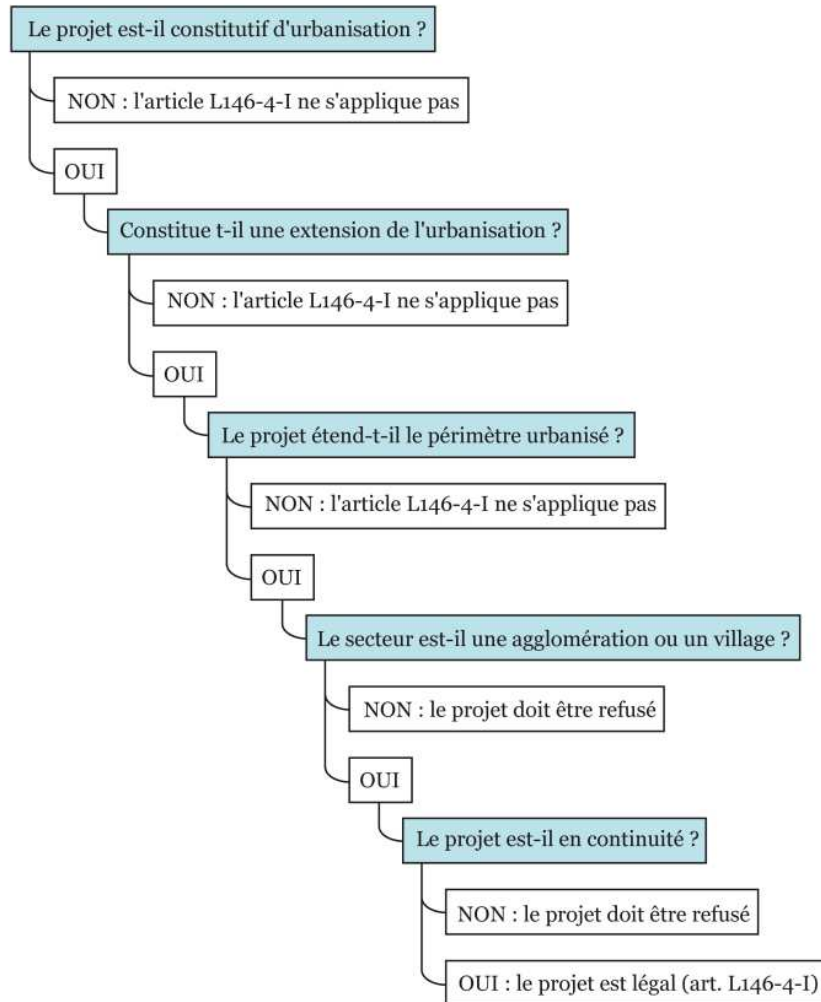 Le projet est-il constitutif d'urbanisation ?
NON : l'article L146-4-I ne s'applique pas
OUI
Constitue t-il une extension de l'urbanisation ?
NON : l'article L146-4-I ne s'applique pas
OUI
Le projet étend-t-il le périmètre urbanisé ?
NON : l'article L146-4-I ne s'applique pas
OUI
Le secteur est-il une agglomération ou un village ?
NON : le projet doit être refusé
OUI
Le projet est-il en continuité ?
NON : le projet doit être refusé
OUI : le projet est légal (art. L146-4-I)